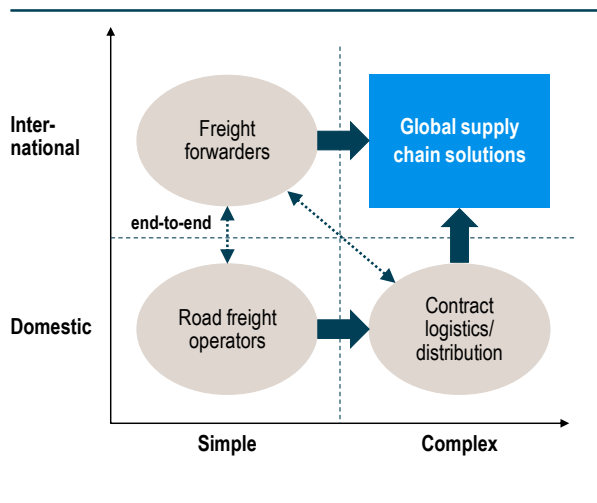 Inter-
national
Freight
forwarders
Global supply
chain solutions
end-to-end
Domestic
Road freight
operators
Contract
logistics/
distribution
Simple
Complex